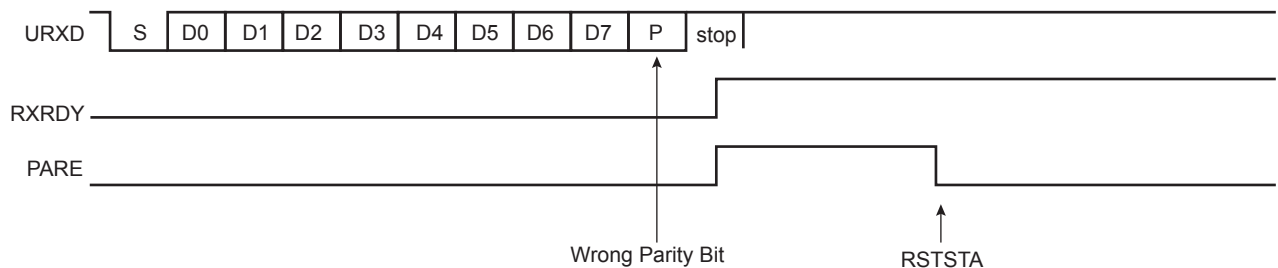 URXD S D0 D1 D2 D3 D4 D5 D6 D7 P stop
RXRDY
PARE
Wrong Parity Bit RSTSTA